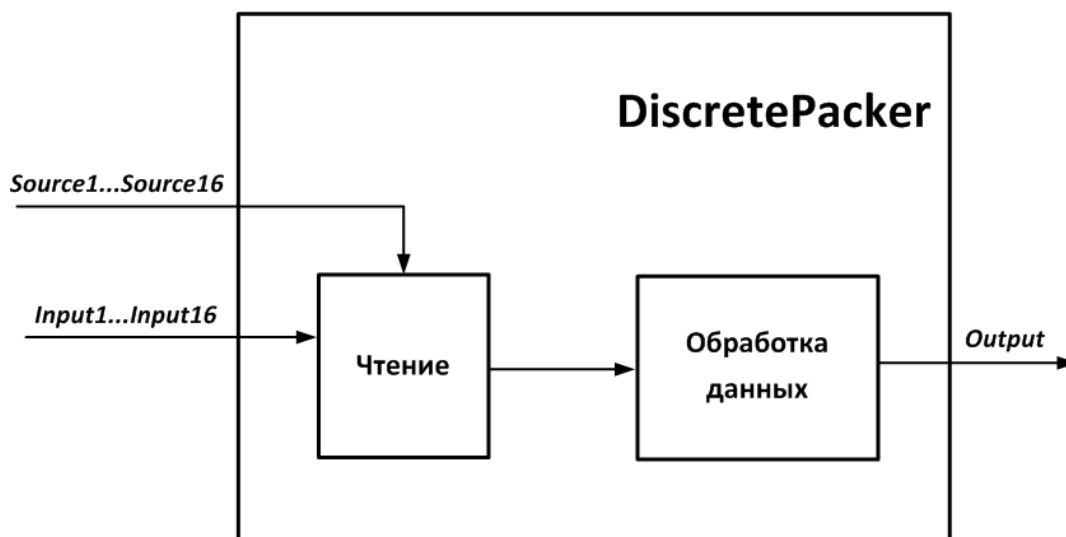 DiscretePacker
Source1...Source16
Input1...Input16
Чтение
Обработка
данных
Output